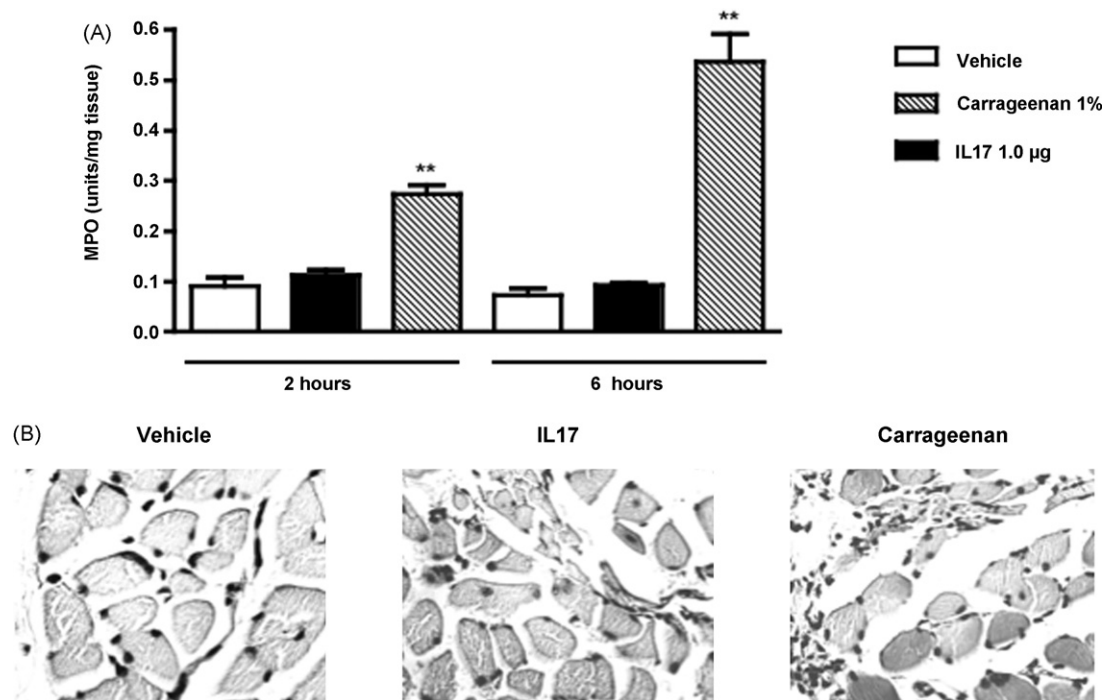 (A)
MPO (units/mg tissue)
0.6
0.5
0.4
0.3
0.2
0.1
0.0
**
**
2 hours
6 hours
Vehicle
Carrageenan 1%
IL17 1.0 µg
(B)
Vehicle
IL17
Carrageenan